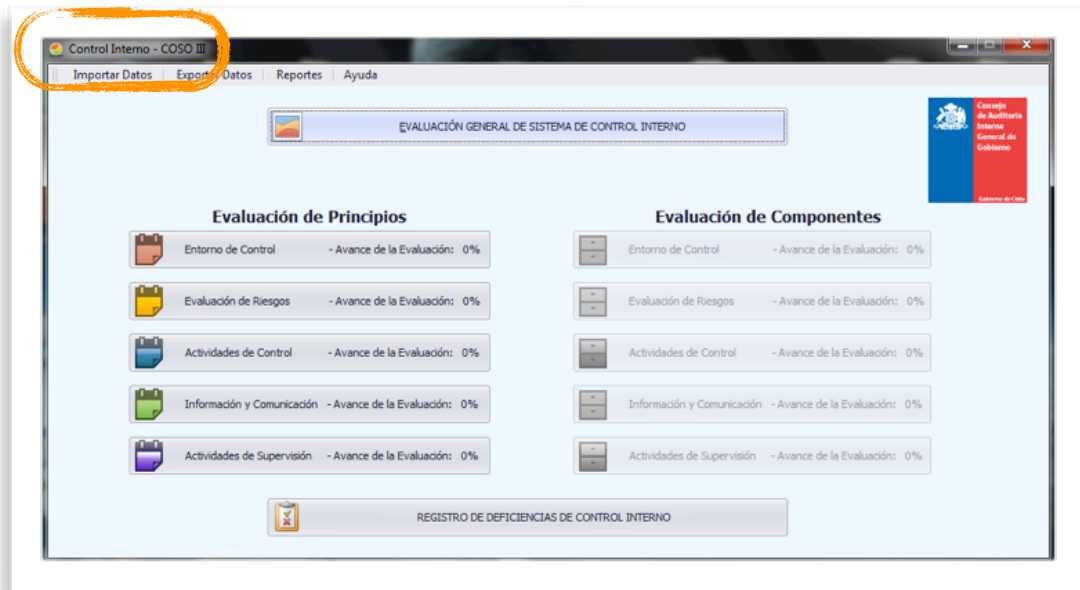 Control Interno - COSO III
Importar Datos Exportar Datos Reportes Ayuda
EVALUACIÓN GENERAL DE SISTEMA DE CONTROL INTERNO
Consejo
de Auditoría
Interna
General de
Gobierno
Gobierno de Chile
Evaluación de Principios
Entorno de Control - Avance de la Evaluación: 0%
Evaluación de Riesgos - Avance de la Evaluación: 0%
Actividades de Control - Avance de la Evaluación: 0%
Información y Comunicación - Avance de la Evaluación: 0%
Actividades de Supervisión - Avance de la Evaluación: 0%
Evaluación de Componentes
Entorno de Control - Avance de la Evaluación: 0%
Evaluación de Riesgos - Avance de la Evaluación: 0%
Actividades de Control - Avance de la Evaluación: 0%
Información y Comunicación - Avance de la Evaluación: 0%
Actividades de Supervisión - Avance de la Evaluación: 0%
REGISTRO DE DEFICIENCIAS DE CONTROL INTERNO